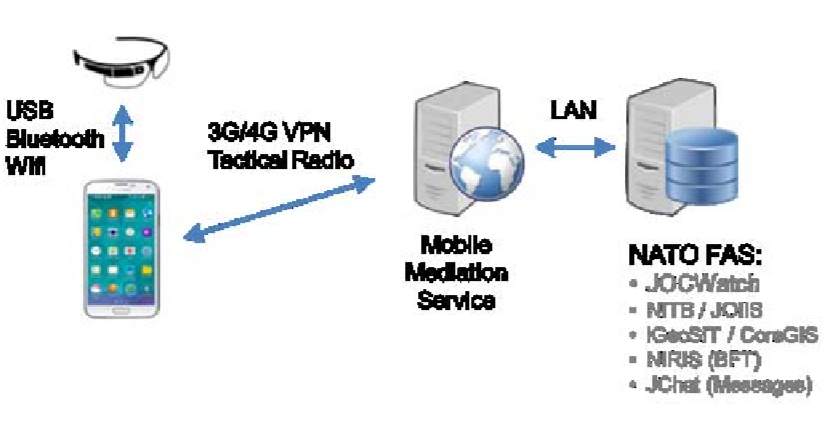 USB
Bluetooth
Wifi
3G/4G VPN
Tactical Radio
LAN
Mobile
Mediation
Service
NATO FAS:
• JOCWatch
• NITB / JOIIS
• iGeoSIT / CoreGIS
• NIRIS (BFT)
• JChat (Messages)